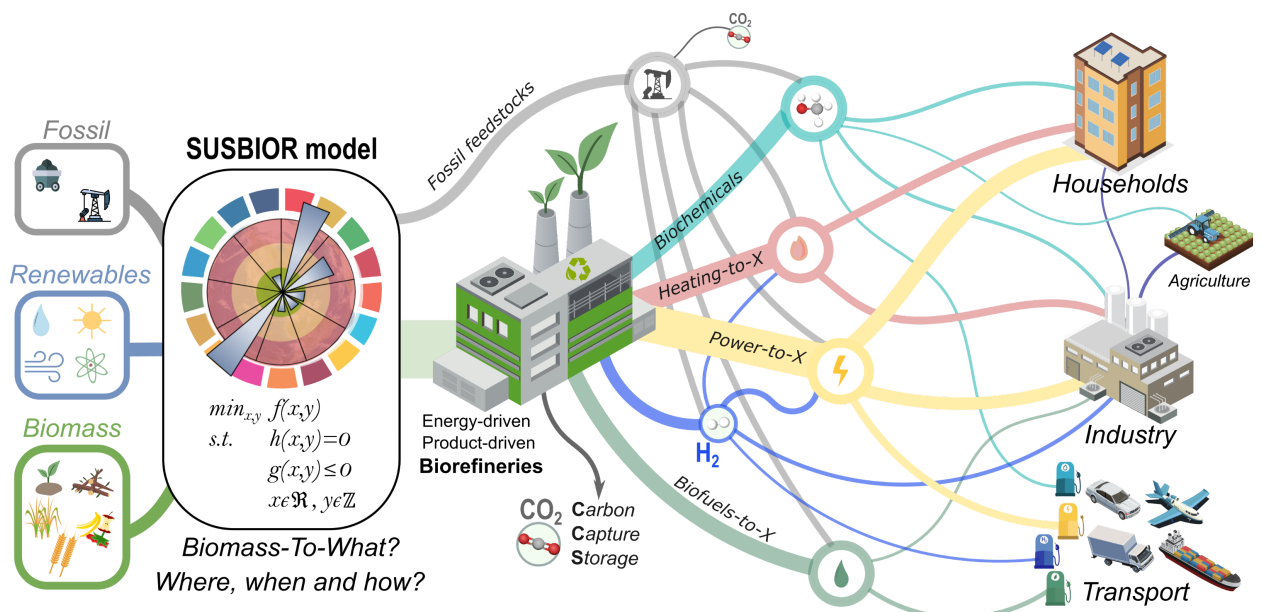 CO2
Fossil
SUSBIOR model
Fossil feedstocks
Households
Biochemicals
Renewables
Heating-to-X
Agriculture
Power-to-X
min x,y f(x,y)
s.t. h(x,y)=0
g(x,y)≤0
xϵℜ, yϵℤ
Biomass
Energy-driven
Product-driven
Biorefineries
H2
Industry
Biofuels-to-X
CO2 Carbon
Capture
Storage
Biomass-To-What?
Where, when and how?
Transport